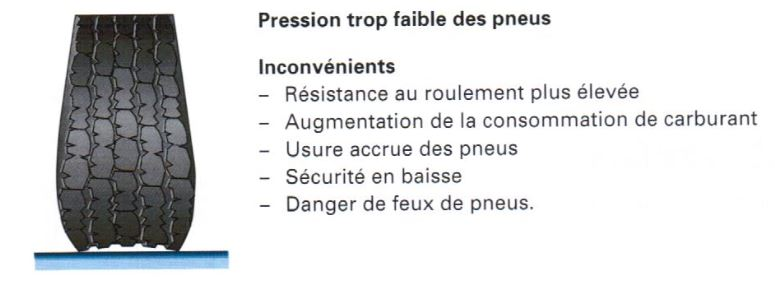 Pression trop faible des pneus
Inconvénients
– Résistance au roulement plus élevée
– Augmentation de la consommation de carburant
– Usure accrue des pneus
– Sécurité en baisse
– Danger de feux de pneus.